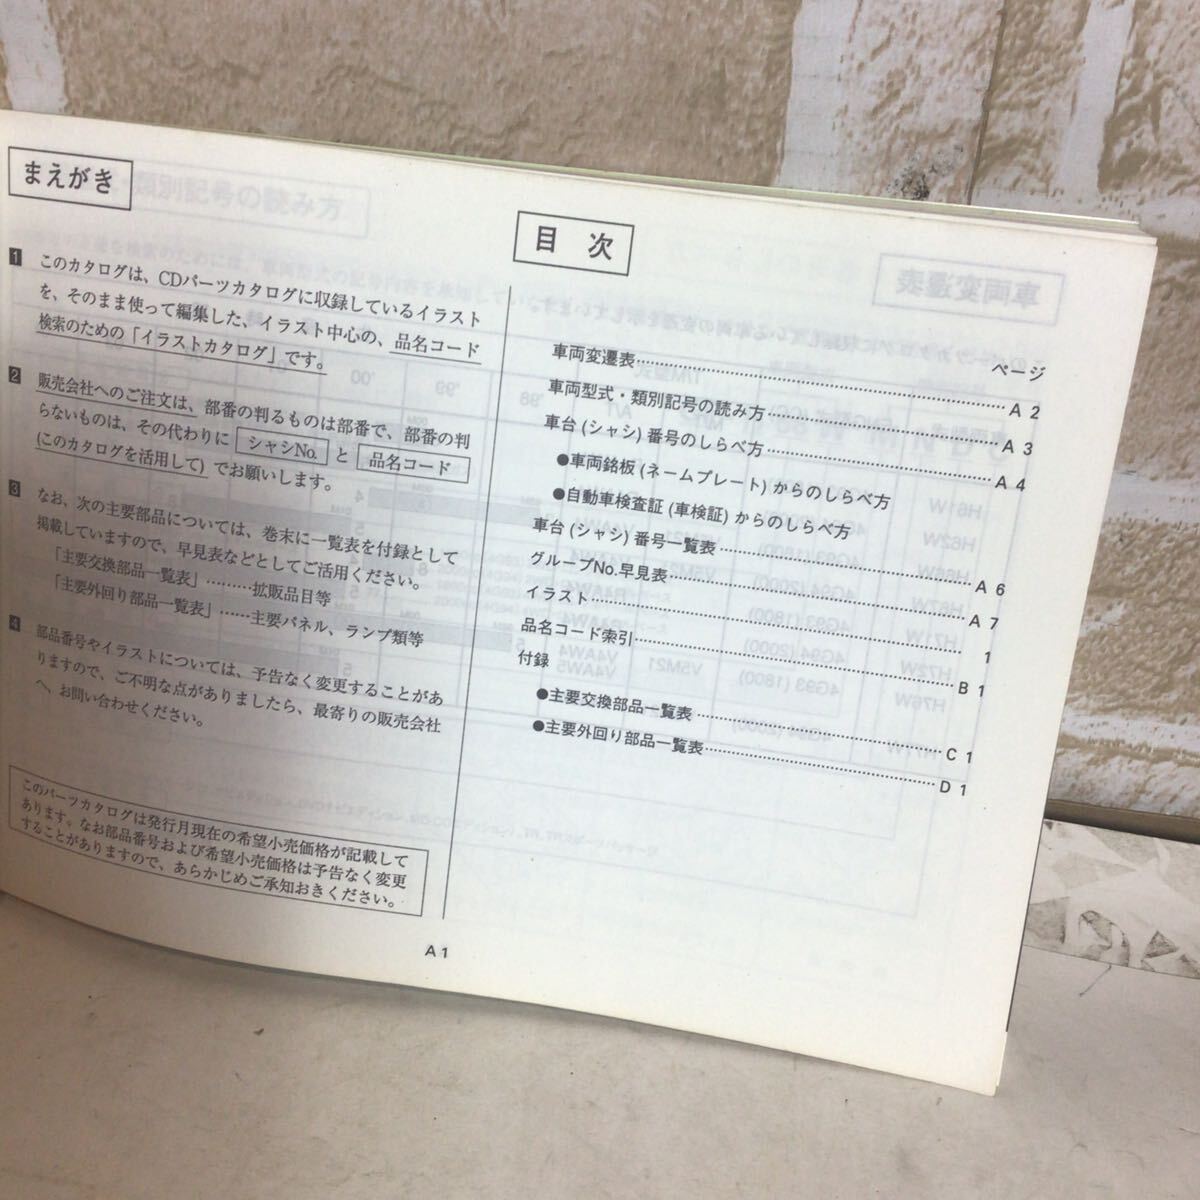 まえがき
1 このカタログは、CDパーツカタログに収録しているイラスト
を、そのまま使って編集した、イラスト中心の、品名コード
検索のための「イラストカタログ」です。
2 販売会社へのご注文は、部番の判るものは部番で、部番の判
らないものは、その代わりに シャシNo. と 品名コード
(このカタログを活用して) でお願いします。
3 なお、次の主要部品については、巻末に一覧表を付録として
掲載していますので、早見表などとしてご活用ください。
「主要交換部品一覧表」………拡販品目等
「主要外回り部品一覧表」……主要パネル、ランプ類等
4 部品番号やイラストについては、予告なく変更することがあ
りますので、ご不明な点がありましたら、最寄りの販売会社
へ お問い合わせください。
このパーツカタログは発行月現在の希望小売価格が記載して
あります。なお部品番号および希望小売価格は予告なく変更
することがありますので、あらかじめご承知おきください。
目 次
ページ
車両変遷表……A 2
車両型式・類別記号の読み方……A 3
車台 (シャシ) 番号のしらべ方……A 4
●車両銘板 (ネームプレート) からのしらべ方
●自動車検査証 (車検証) からのしらべ方
車台 (シャシ) 番号一覧表……A 6
グループNo.早見表……A 7
イラスト……1
品名コード索引……B 1
付録
●主要交換部品一覧表……C 1
●主要外回り部品一覧表……D 1
A 1